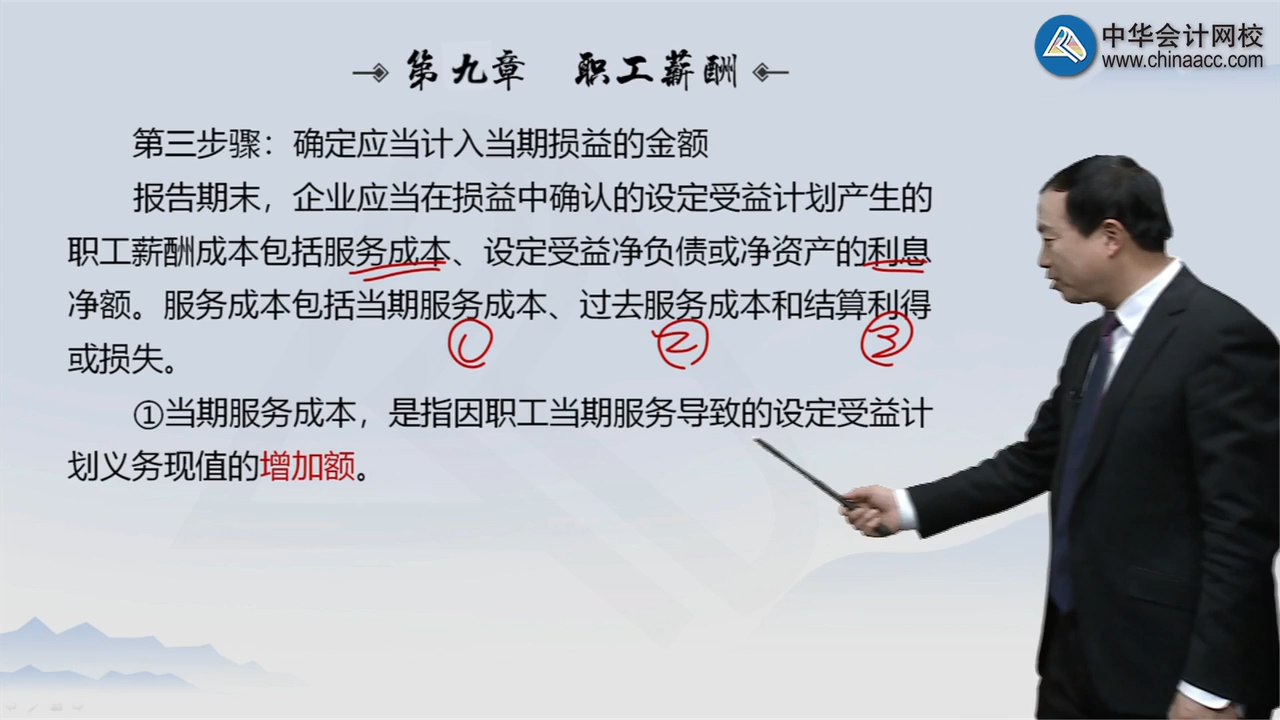 中华会计网校
www.chinaacc.com
第九章 职工薪酬
第三步骤：确定应当计入当期损益的金额
报告期末，企业应当在损益中确认的设定受益计划产生的
职工薪酬成本包括服务成本、设定受益净负债或净资产的利息
净额。服务成本包括当期服务成本、过去服务成本和结算利得
① ② ③
或损失。
①当期服务成本，是指因职工当期服务导致的设定受益计
划义务现值的增加额。